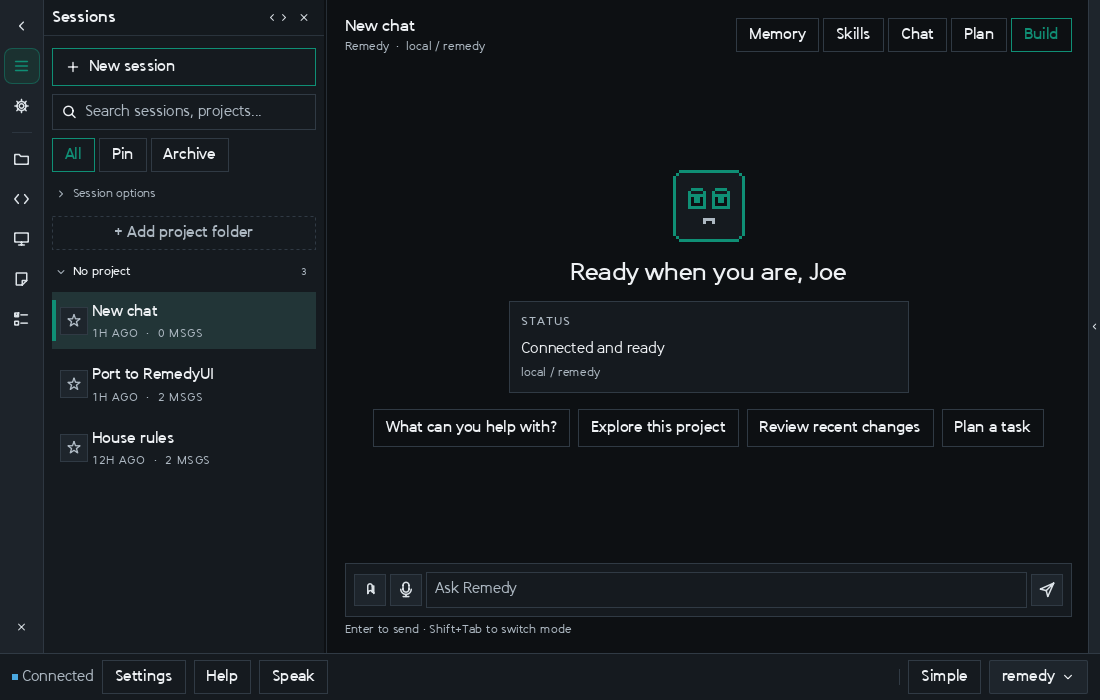 Sessions
New session
Search sessions, projects...
All
Pin
Archive
Session options
+ Add project folder
No project
3
New chat
1H AGO · 0 MSGS
Port to RemedyUI
1H AGO · 2 MSGS
House rules
12H AGO · 2 MSGS
New chat
Remedy · local / remedy
Memory
Skills
Chat
Plan
Build
Ready when you are, Joe
STATUS
Connected and ready
local / remedy
What can you help with?
Explore this project
Review recent changes
Plan a task
Ask Remedy
Enter to send · Shift+Tab to switch mode
Connected
Settings
Help
Speak
Simple
remedy